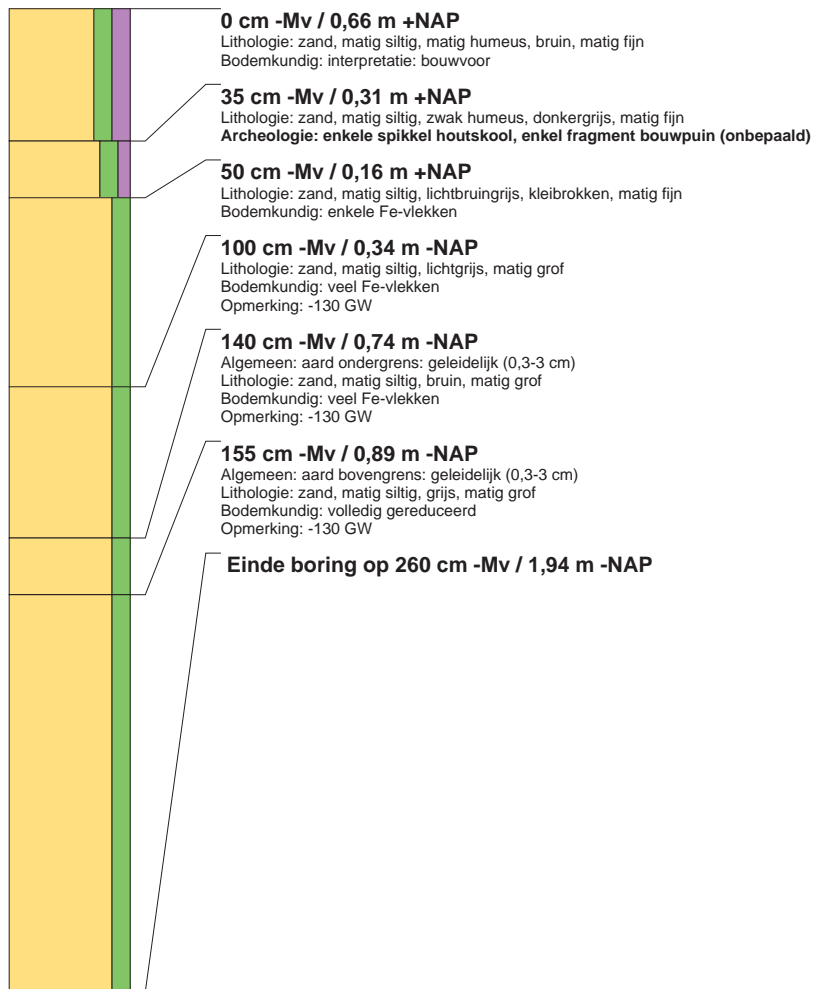 0 cm -Mv / 0,66 m +NAP
Lithologie: zand, matig siltig, matig humeus, bruin, matig fijn
Bodemkundig: interpretatie: bouwvoor
35 cm -Mv / 0,31 m +NAP
Lithologie: zand, matig siltig, zwak humeus, donkergrijs, matig fijn
Archeologie: enkele spikkel houtskool, enkel fragment bouwpuin (onbepaald)
50 cm -Mv / 0,16 m +NAP
Lithologie: zand, matig siltig, lichtbruingrijs, kleibrokken, matig fijn
Bodemkundig: enkele Fe-vlekken
100 cm -Mv / 0,34 m -NAP
Lithologie: zand, matig siltig, lichtgrijs, matig grof
Bodemkundig: veel Fe-vlekken
Opmerking: -130 GW
140 cm -Mv / 0,74 m -NAP
Algemeen: aard ondergrens: geleidelijk (0,3-3 cm)
Lithologie: zand, matig siltig, bruin, matig grof
Bodemkundig: veel Fe-vlekken
Opmerking: -130 GW
155 cm -Mv / 0,89 m -NAP
Algemeen: aard bovengrens: geleidelijk (0,3-3 cm)
Lithologie: zand, matig siltig, grijs, matig grof
Bodemkundig: volledig gereduceerd
Opmerking: -130 GW
Einde boring op 260 cm -Mv / 1,94 m -NAP